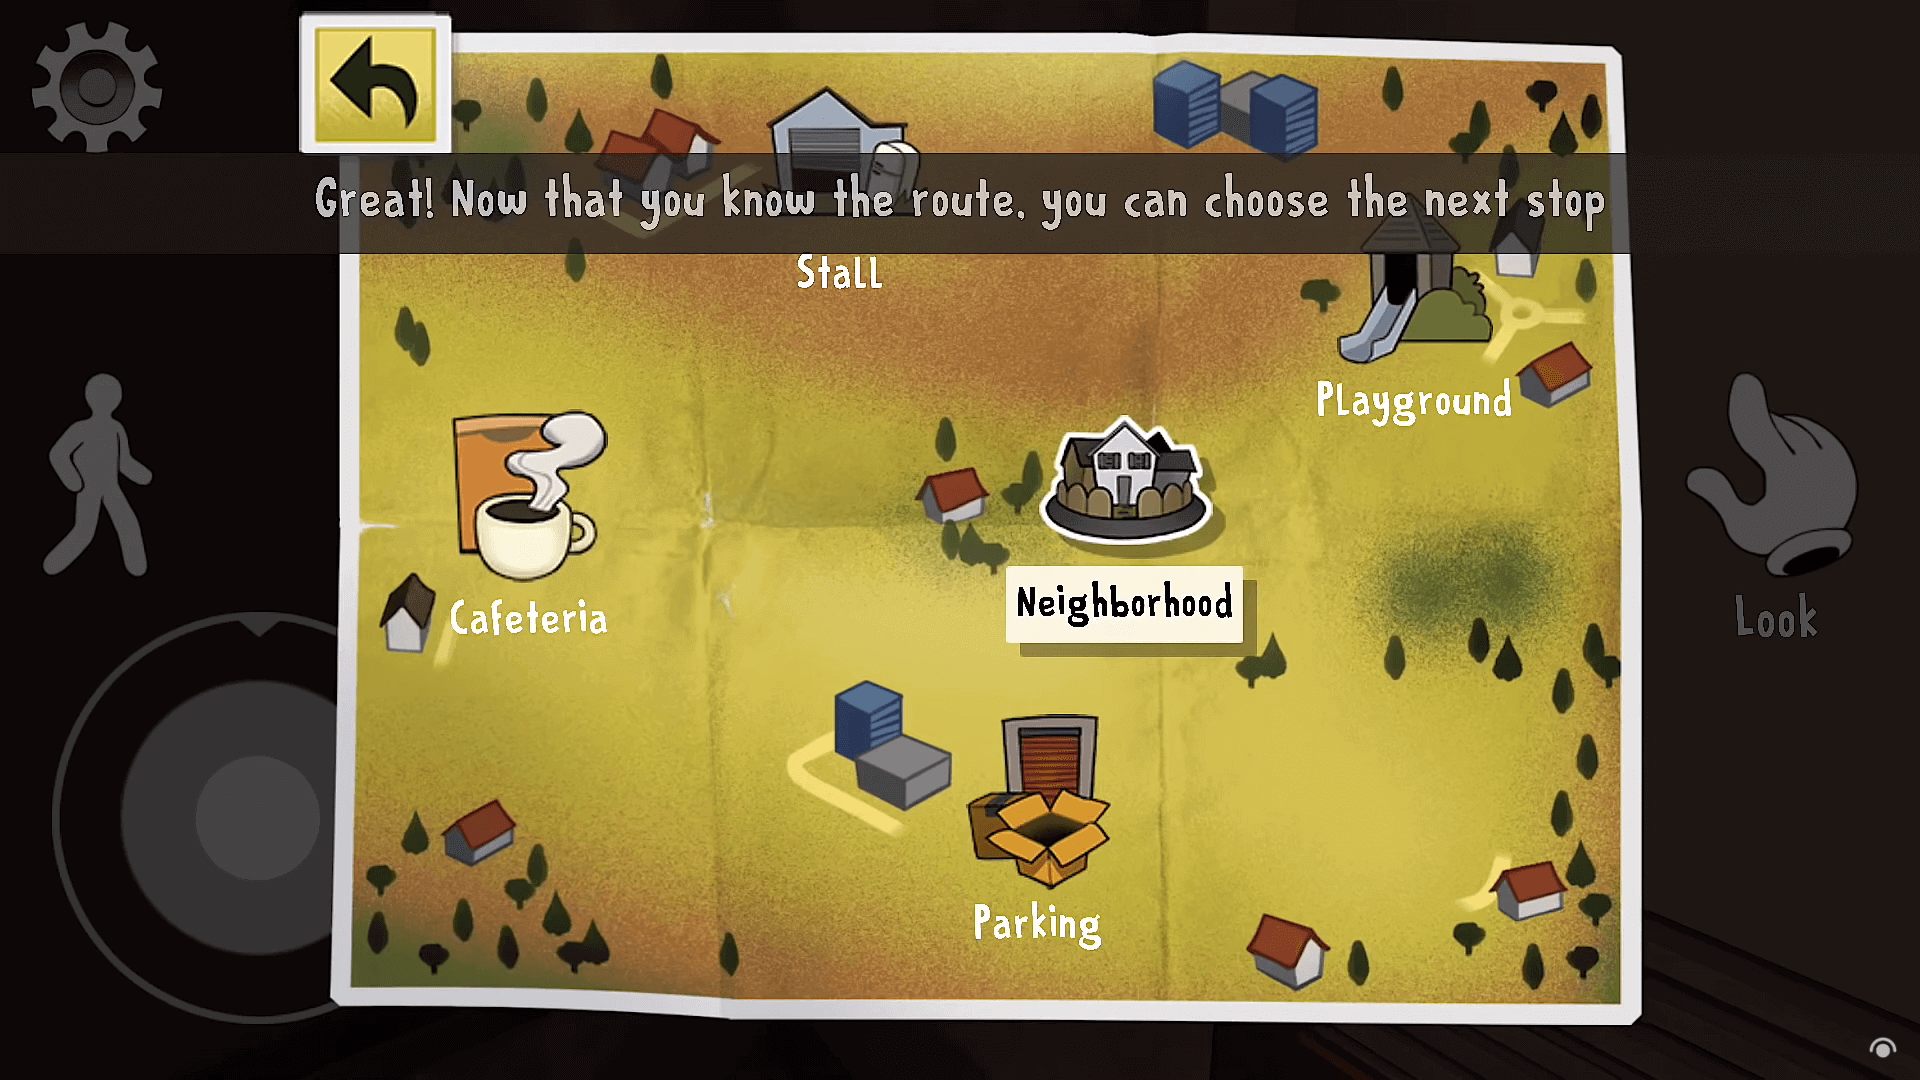 Great! Now that you know the route, you can choose the next stop
Stall
Playground
Cafeteria
Neighborhood
Look
Parking